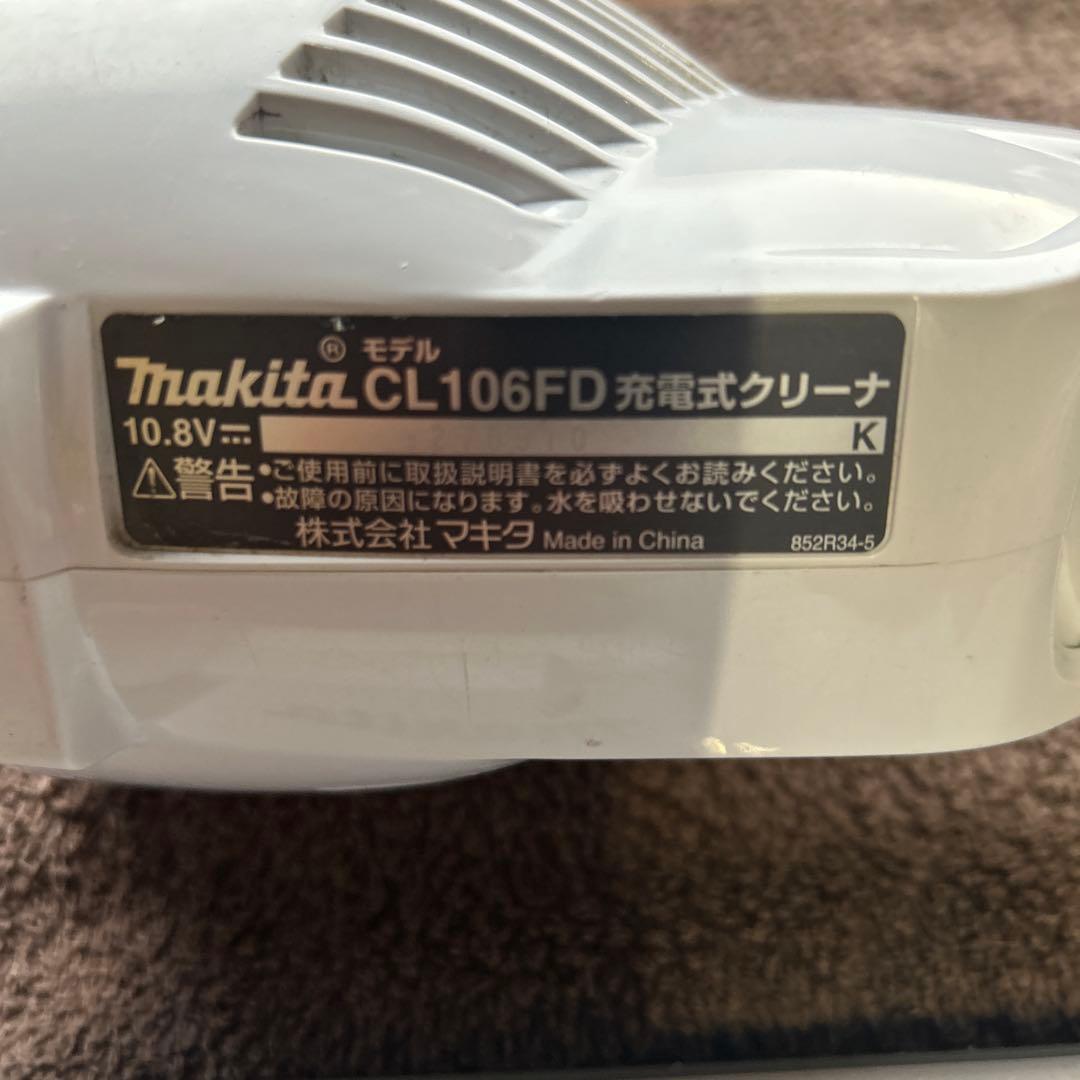 makita® モデル CL106FD 充電式クリーナ
10.8V⎓ K
⚠警告 •ご使用前に取扱説明書を必ずよくお読みください。
•故障の原因になります。水を吸わせないでください。
株式会社マキタ Made in China 852R34-5